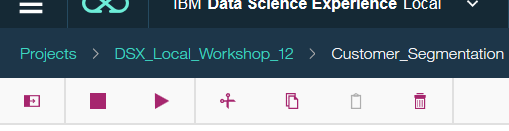 IBM Data Science Experience Local
Projects > DSX_Local_Workshop_12 > Customer_Segmentation